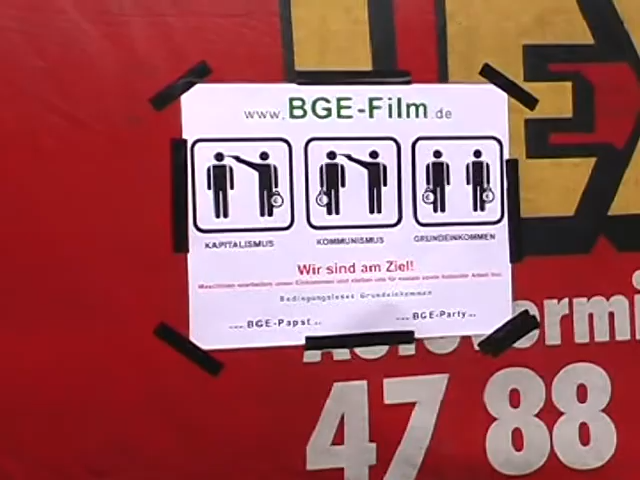 www.BGE-Film.de
KAPITALISMUS
KOMMUNISMUS
GRUNDEINKOMMEN
Wir sind am Ziel!
Bedingungsloses Grundeinkommen
BGE-Papst
BGE-Party
47 88